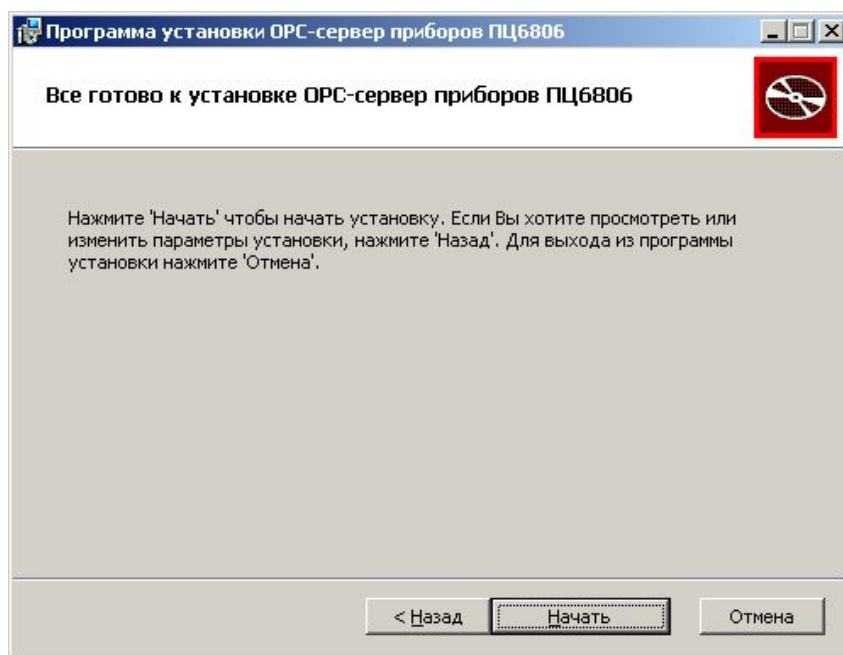 Программа установки OPC-сервер приборов ПЦ6806
Все готово к установке OPC-сервер приборов ПЦ6806
Нажмите 'Начать' чтобы начать установку. Если Вы хотите просмотреть или
изменить параметры установки, нажмите 'Назад'. Для выхода из программы
установки нажмите 'Отмена'.
< Назад
Начать
Отмена